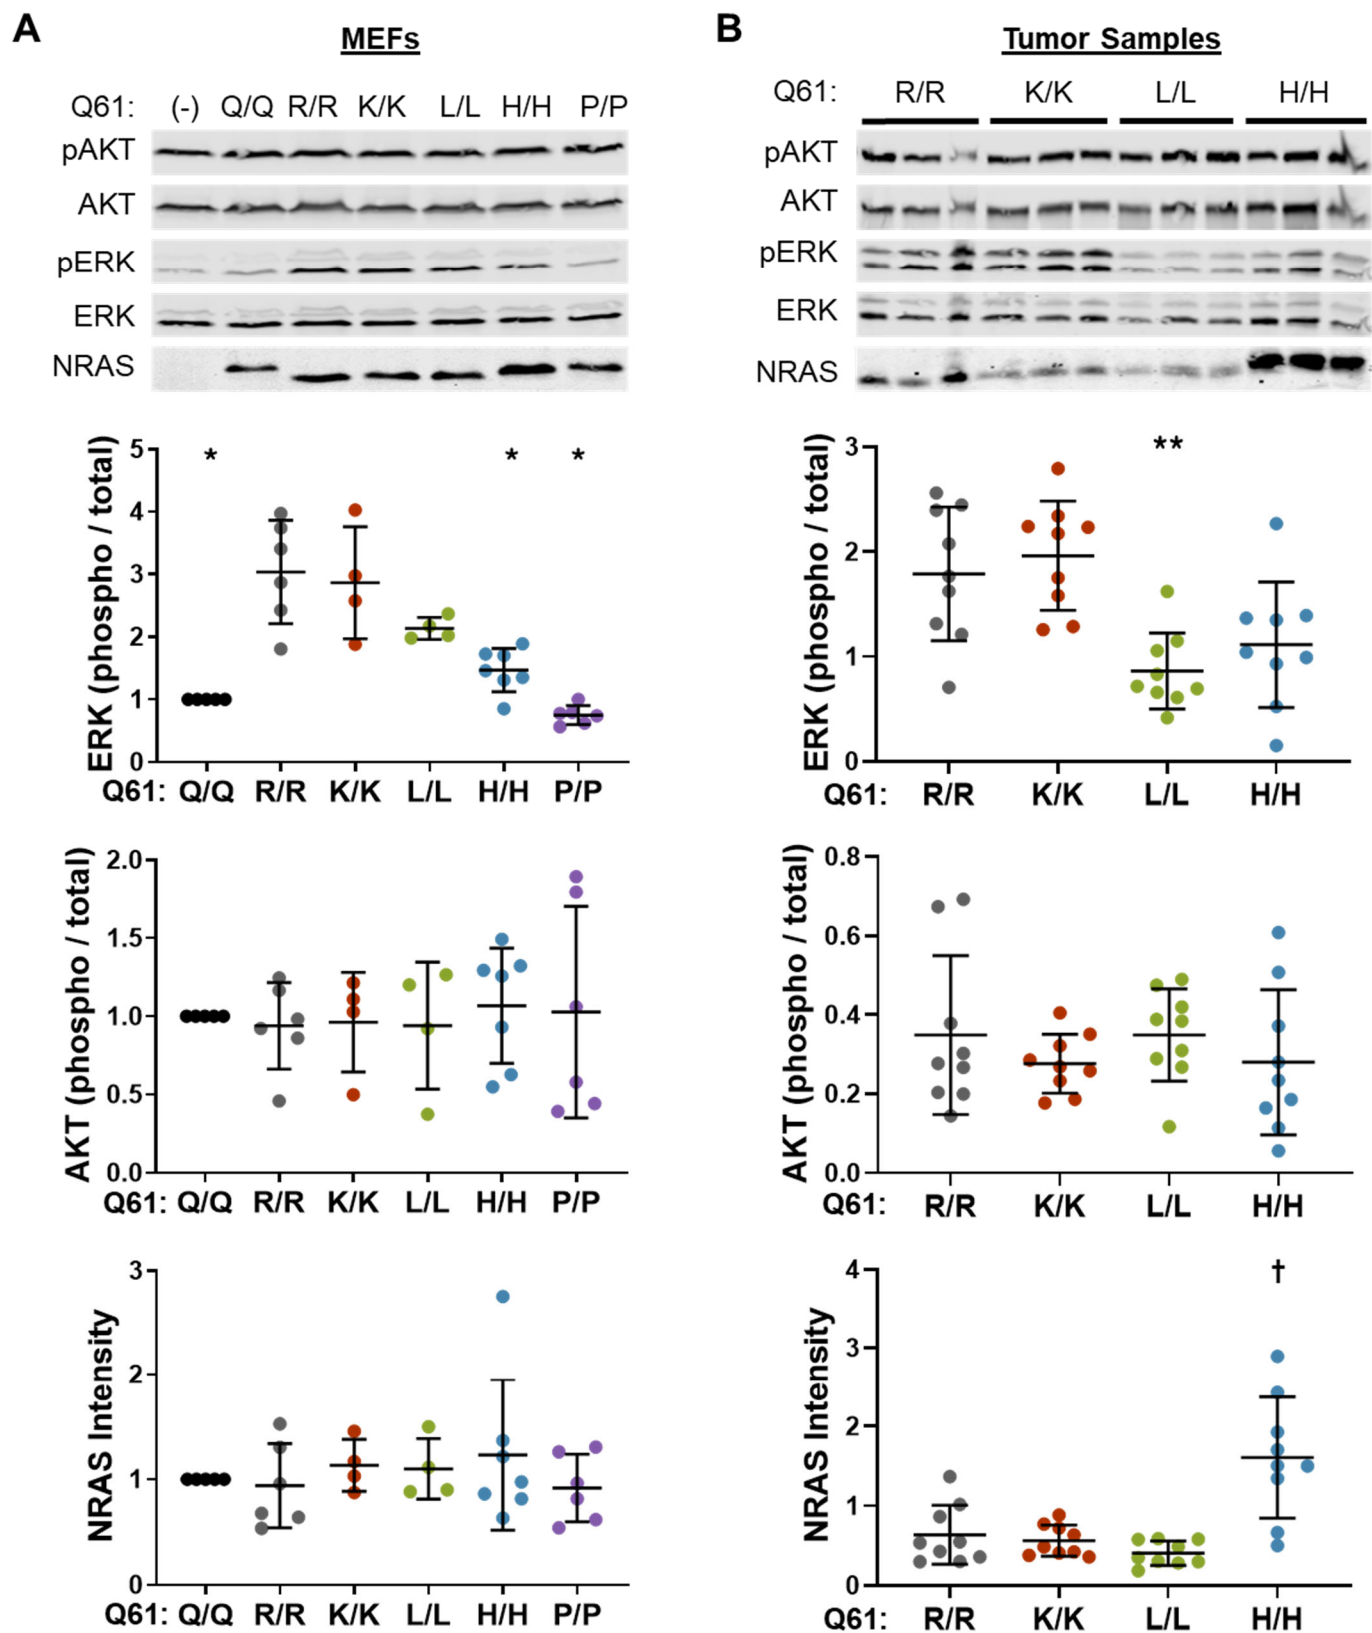 A
MEFs
Q61: (-) Q/Q R/R K/K L/L H/H P/P
pAKT
AKT
pERK
ERK
NRAS
5
4
3
2
1
0
* * *
ERK (phospho / total)
Q61: Q/Q R/R K/K L/L H/H P/P
2.0
1.5
1.0
0.5
0.0
AKT (phospho / total)
Q61: Q/Q R/R K/K L/L H/H P/P
3
2
1
0
NRAS Intensity
Q61: Q/Q R/R K/K L/L H/H P/P
B
Tumor Samples
Q61: R/R K/K L/L H/H
pAKT
AKT
pERK
ERK
NRAS
3
2
1
0
**
ERK (phospho / total)
Q61: R/R K/K L/L H/H
0.8
0.6
0.4
0.2
0.0
AKT (phospho / total)
Q61: R/R K/K L/L H/H
4
3
2
1
0
†
NRAS Intensity
Q61: R/R K/K L/L H/H